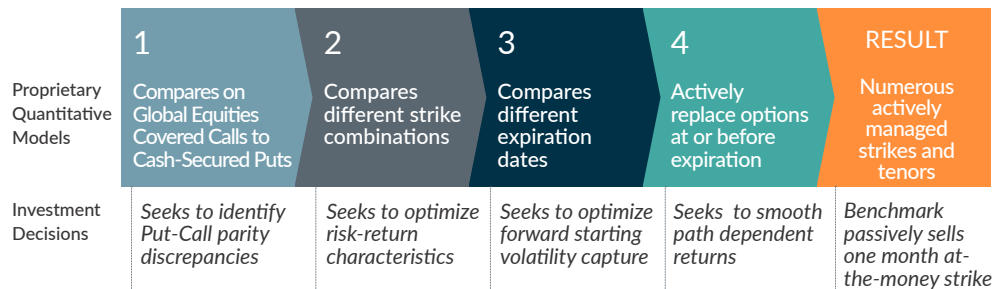 1
2
3
4
RESULT
Proprietary
Quantitative
Models
Compares on
Global Equities
Covered Calls to
Cash-Secured Puts
Compares
different strike
combinations
Compares
different
expiration
dates
Actively
replace options
at or before
expiration
Numerous
actively
managed
strikes and
tenors
Investment
Decisions
Seeks to identify
Put-Call parity
discrepancies
Seeks to optimize
risk-return
characteristics
Seeks to optimize
forward starting
volatility capture
Seeks to smooth
path dependent
returns
Benchmark
passively sells
one month at-
the-money strike